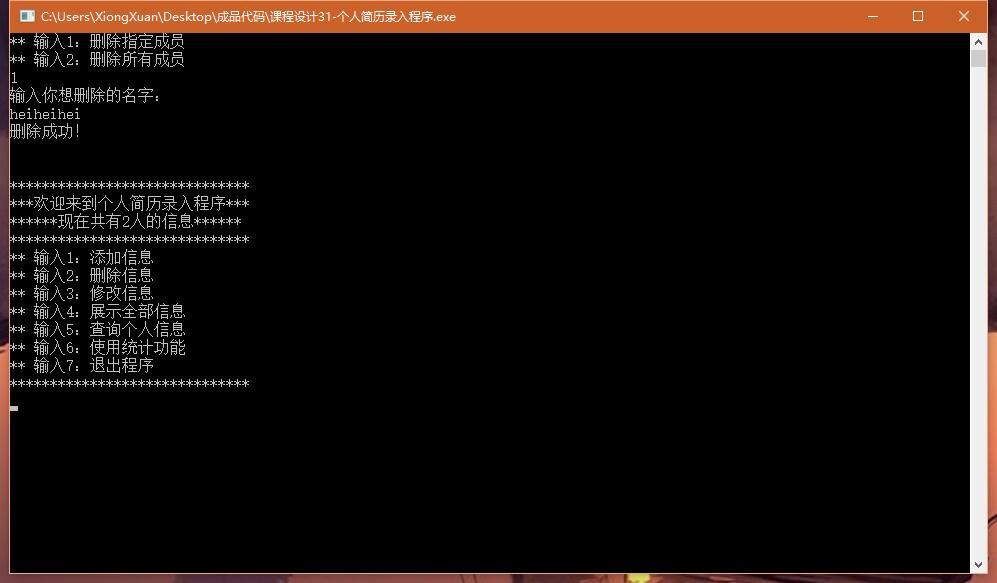 C:\Users\XiongXuan\Desktop\成品代码\课程设计31-个人简历录入程序.exe
** 输入1: 删除指定成员
** 输入2: 删除所有成员
1
输入你想删除的名字:
heiheihei
删除成功!
******************************
***欢迎来到个人简历录入程序***
******现在共有2人的信息******
******************************
** 输入1: 添加信息
** 输入2: 删除信息
** 输入3: 修改信息
** 输入4: 展示全部信息
** 输入5: 查询个人信息
** 输入6: 使用统计功能
** 输入7: 退出程序
******************************